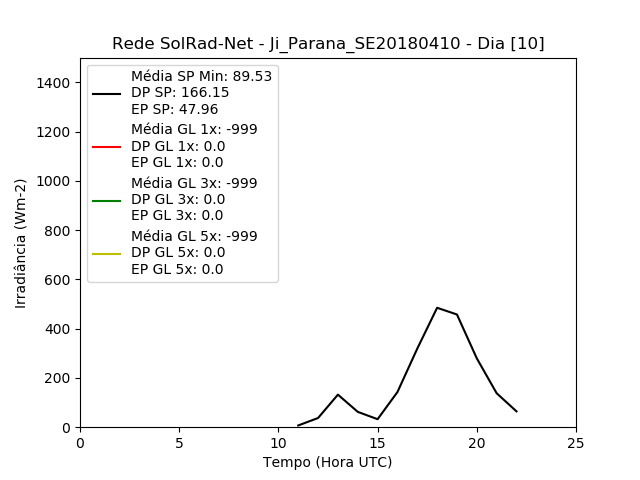 Rede SolRad-Net - Ji_Parana_SE20180410 - Dia [10]
Média SP Min: 89.53
DP SP: 166.15
EP SP: 47.96
Média GL 1x: -999
DP GL 1x: 0.0
EP GL 1x: 0.0
Média GL 3x: -999
DP GL 3x: 0.0
EP GL 3x: 0.0
Média GL 5x: -999
DP GL 5x: 0.0
EP GL 5x: 0.0
Irradiância (Wm-2)
1400
1200
1000
800
600
400
200
0
0 5 10 15 20 25
Tempo (Hora UTC)